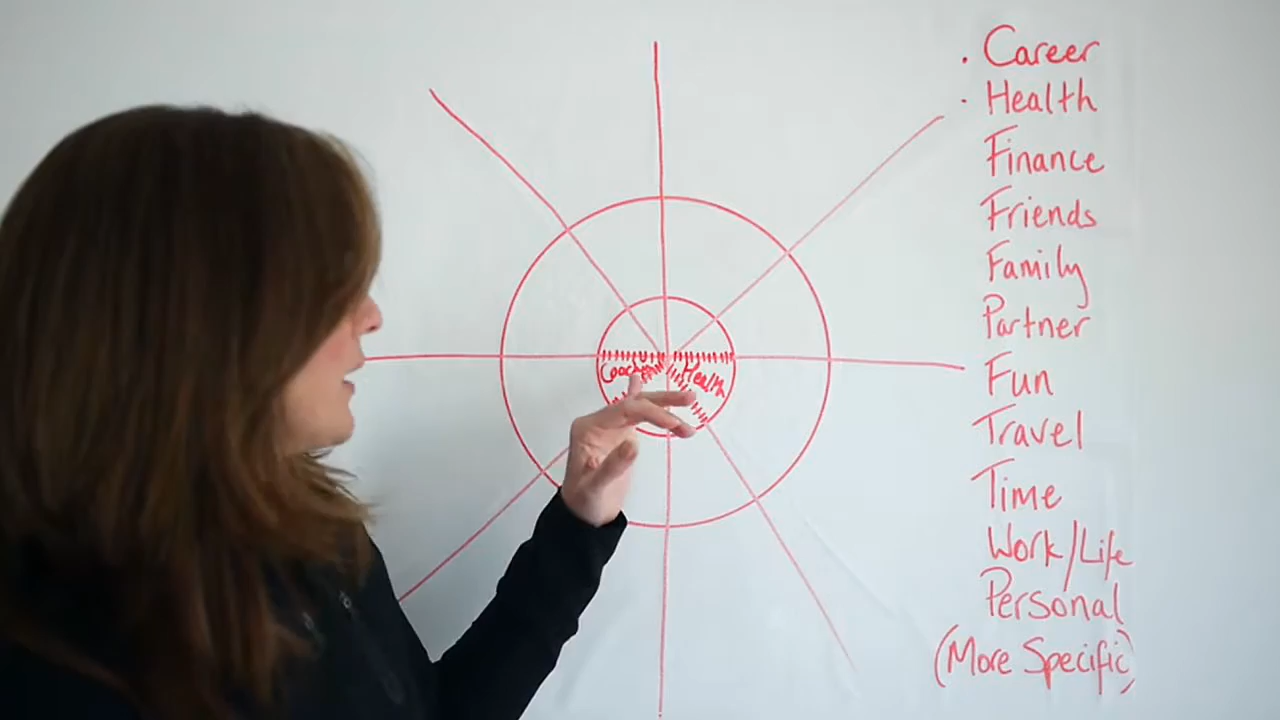 · Career
· Health
Finance
Friends
Family
Partner
Fun
Travel
Time
Work/Life
Personal
(More Specific)
Health